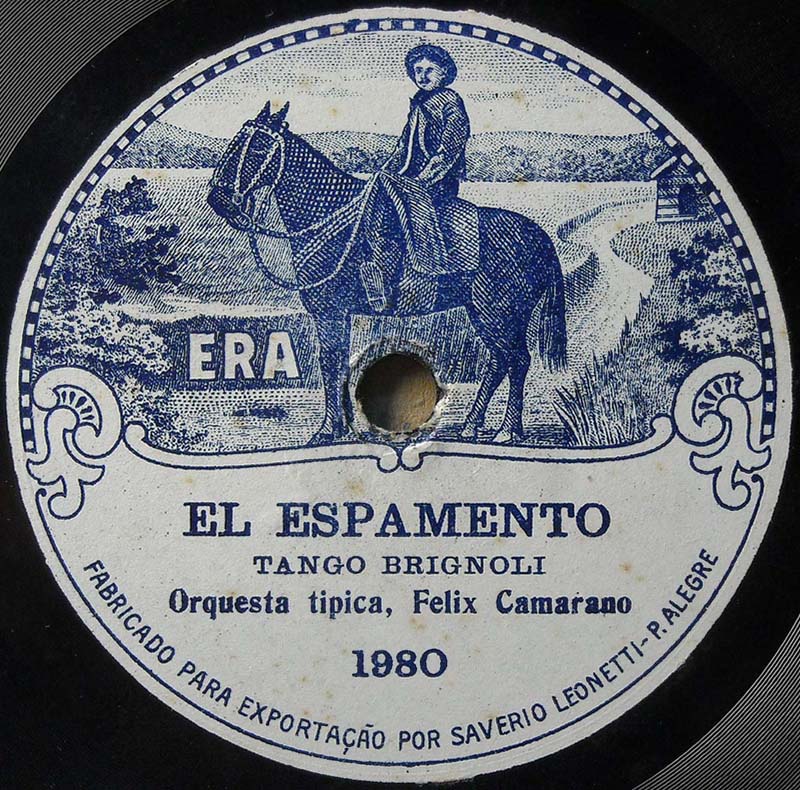 ERA
EL ESPAMENTO
TANGO BRIGNOLI
Orquesta tipica, Felix Camarano
1980
FABRICADO PARA EXPORTAÇÃO POR SAVERIO LEONETTI - P. ALEGRE